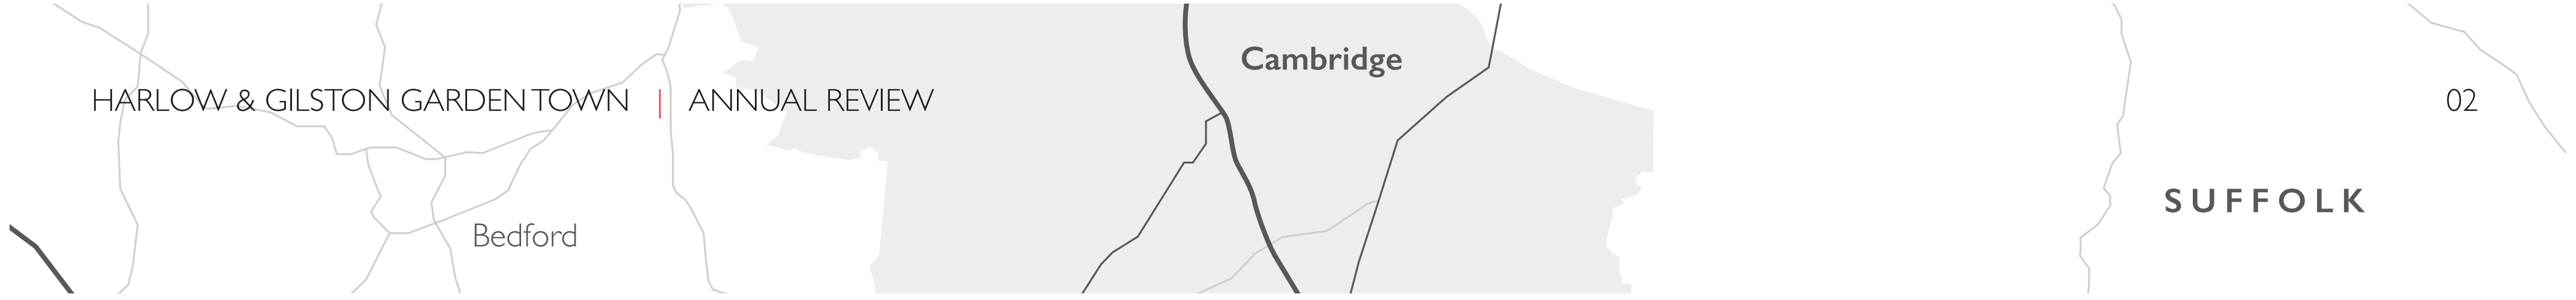 Cambridge
HARLOW & GILSTON GARDEN TOWN | ANNUAL REVIEW 02
SUFFOLK
Bedford